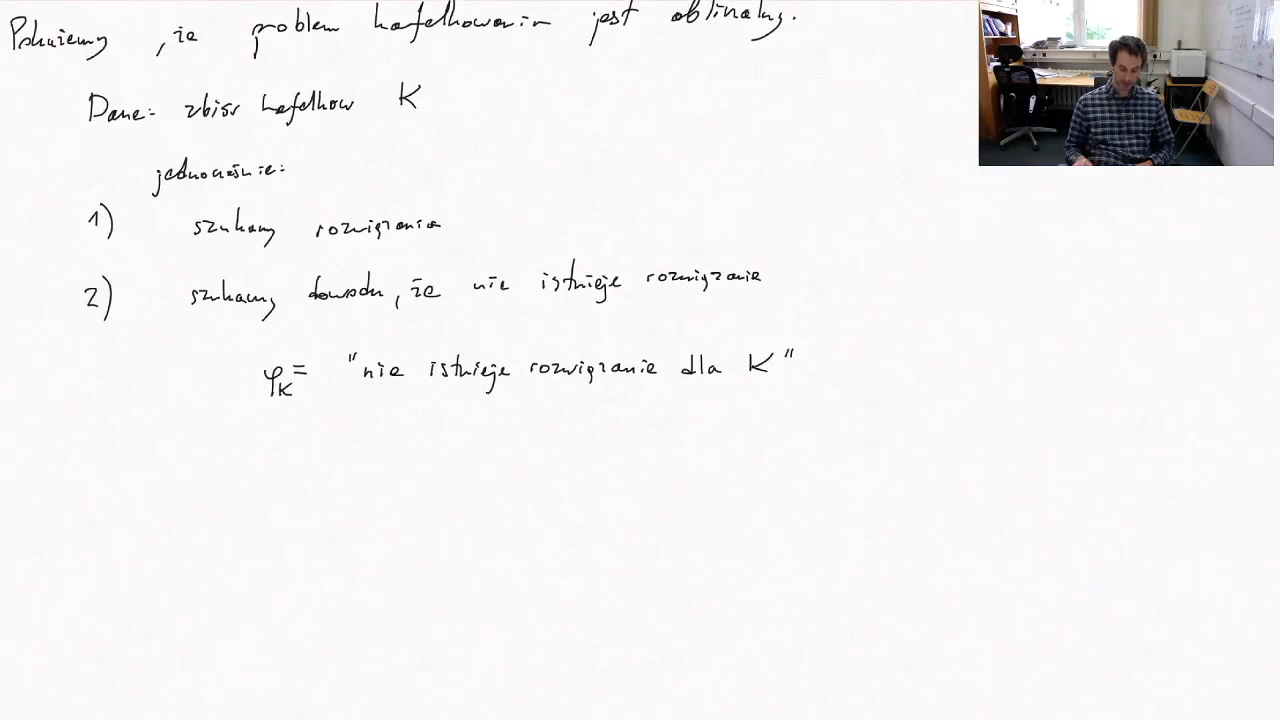 Pokażemy, że problem kafelkowania jest obliczalny.
Dane: zbiór kafelków K
jednocześnie:
1) szukamy rozwiązania
2) szukamy dowodu, że nie istnieje rozwiązanie
φK = "nie istnieje rozwiązanie dla K"